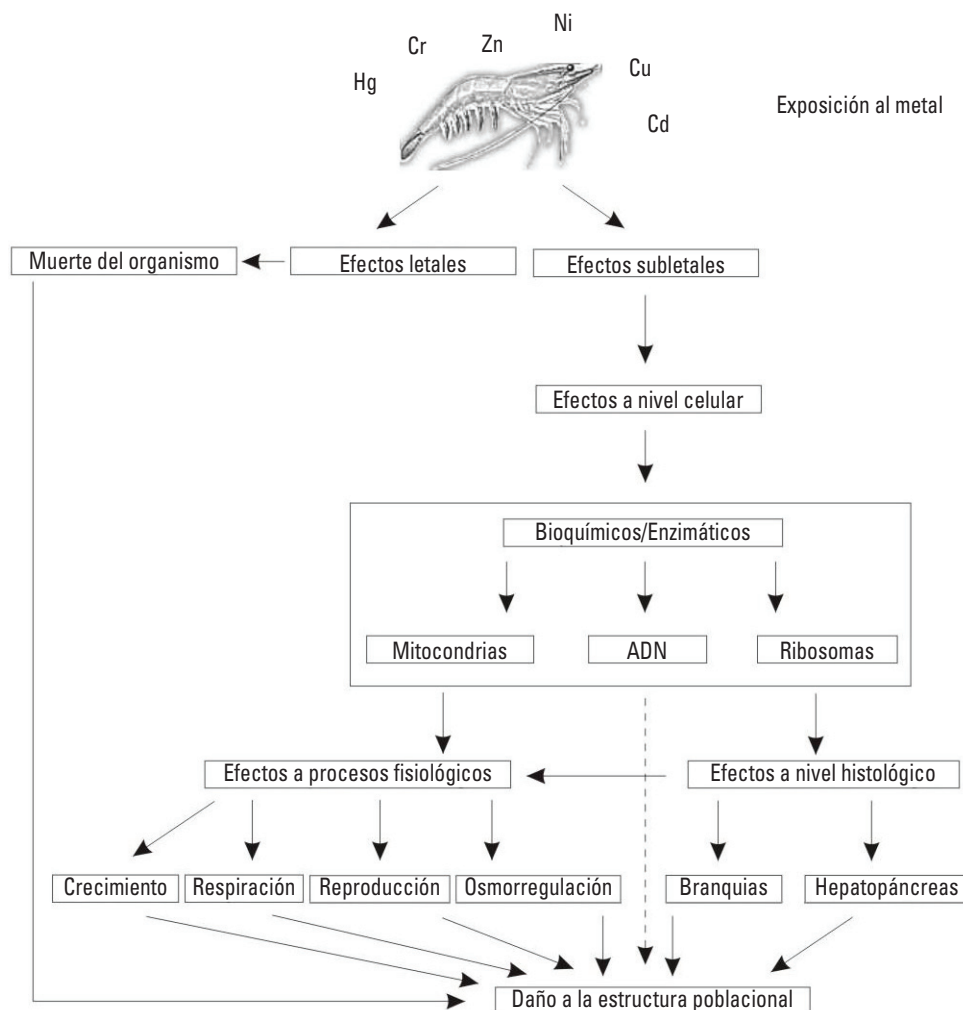 Ni
Cr
Zn
Hg
Cu
Cd
Exposición al metal
Muerte del organismo
Efectos letales
Efectos subletales
Efectos a nivel celular
Bioquímicos/Enzimáticos
Mitocondrias
ADN
Ribosomas
Efectos a procesos fisiológicos
Efectos a nivel histológico
Crecimiento
Respiración
Reproducción
Osmorregulación
Branquias
Hepatopáncreas
Daño a la estructura poblacional